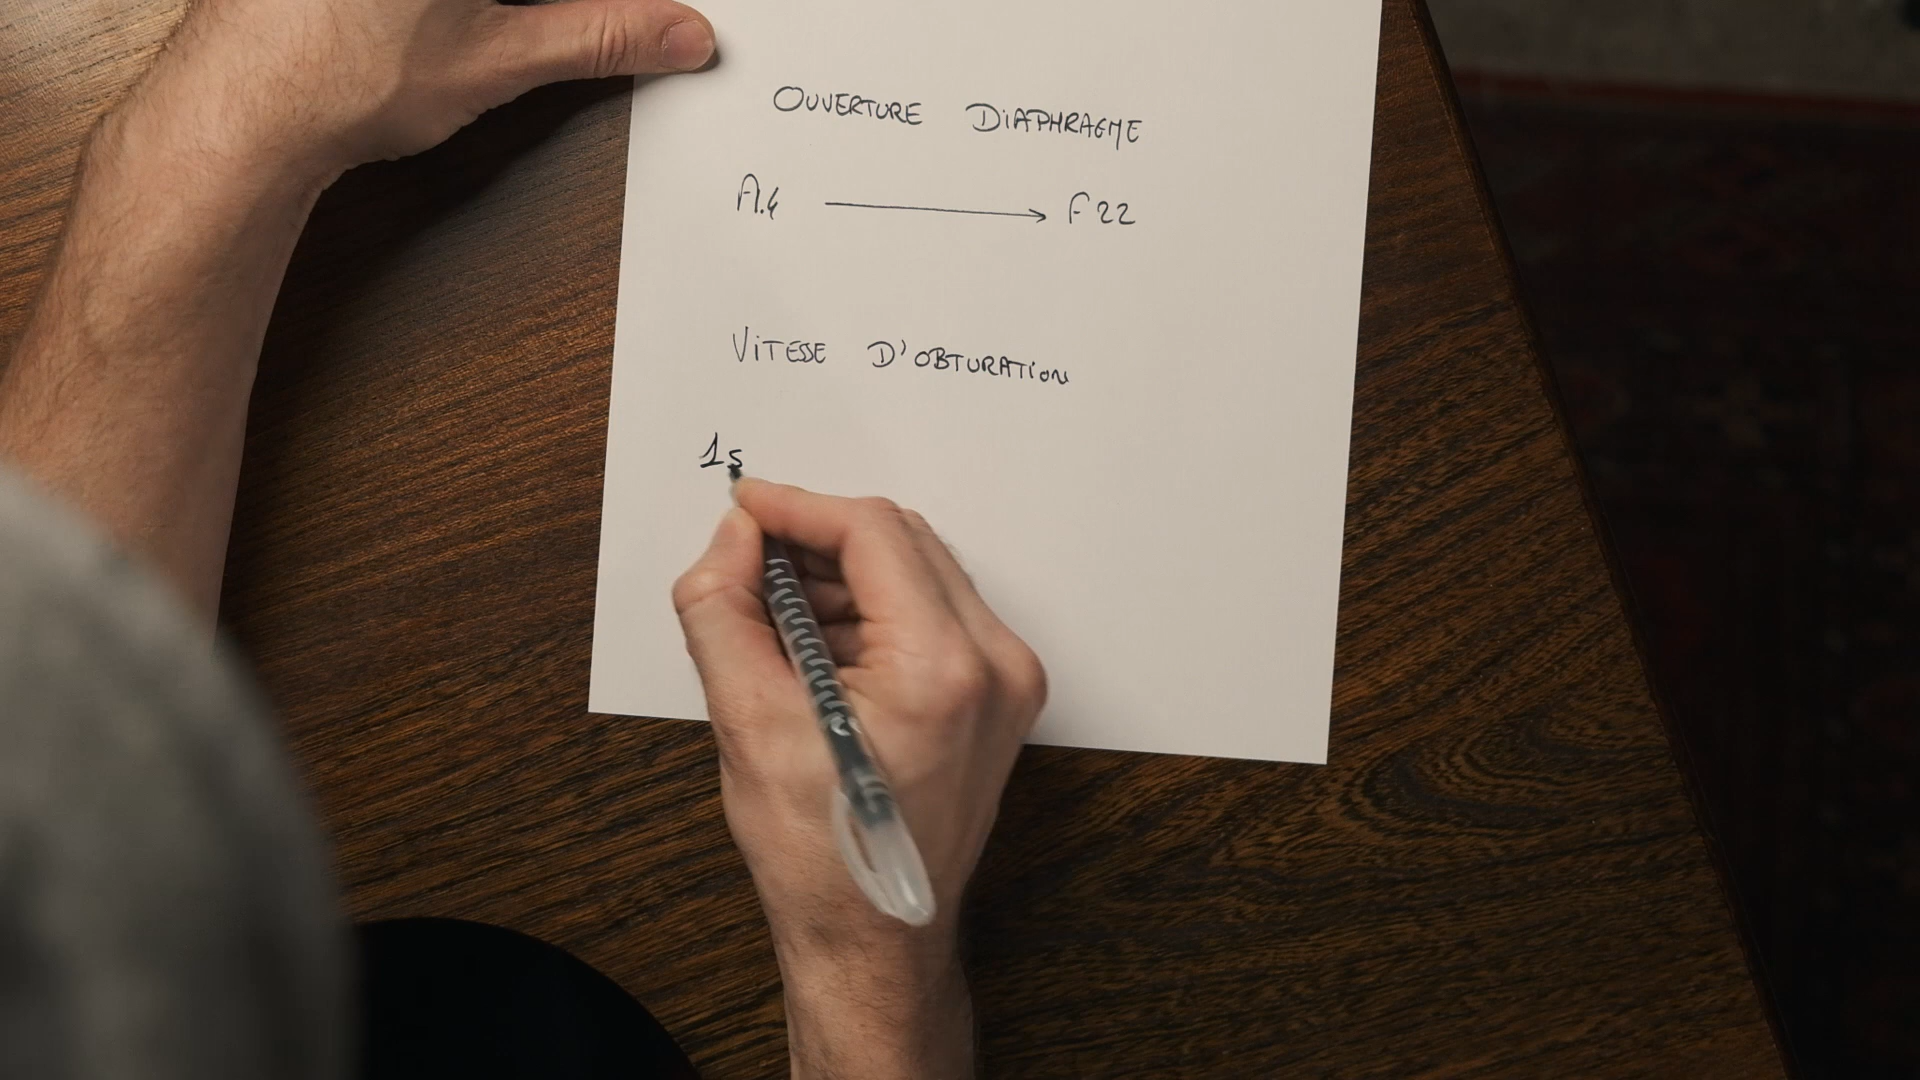 OUVERTURE DIAPHRAGME
F1.4 → F22
VITESSE D'OBTURATION
1s